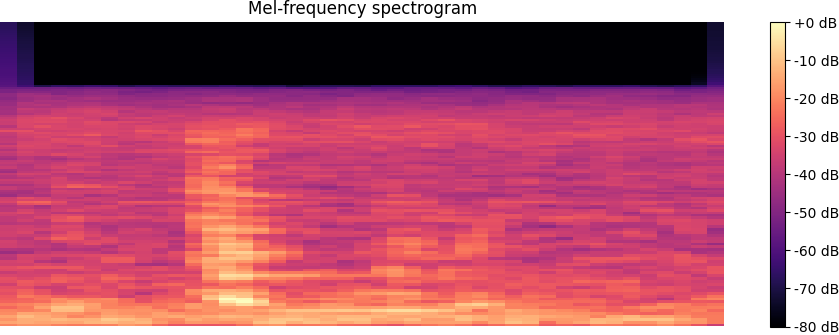 Mel-frequency spectrogram
+0 dB
-10 dB
-20 dB
-30 dB
-40 dB
-50 dB
-60 dB
-70 dB
-80 dB